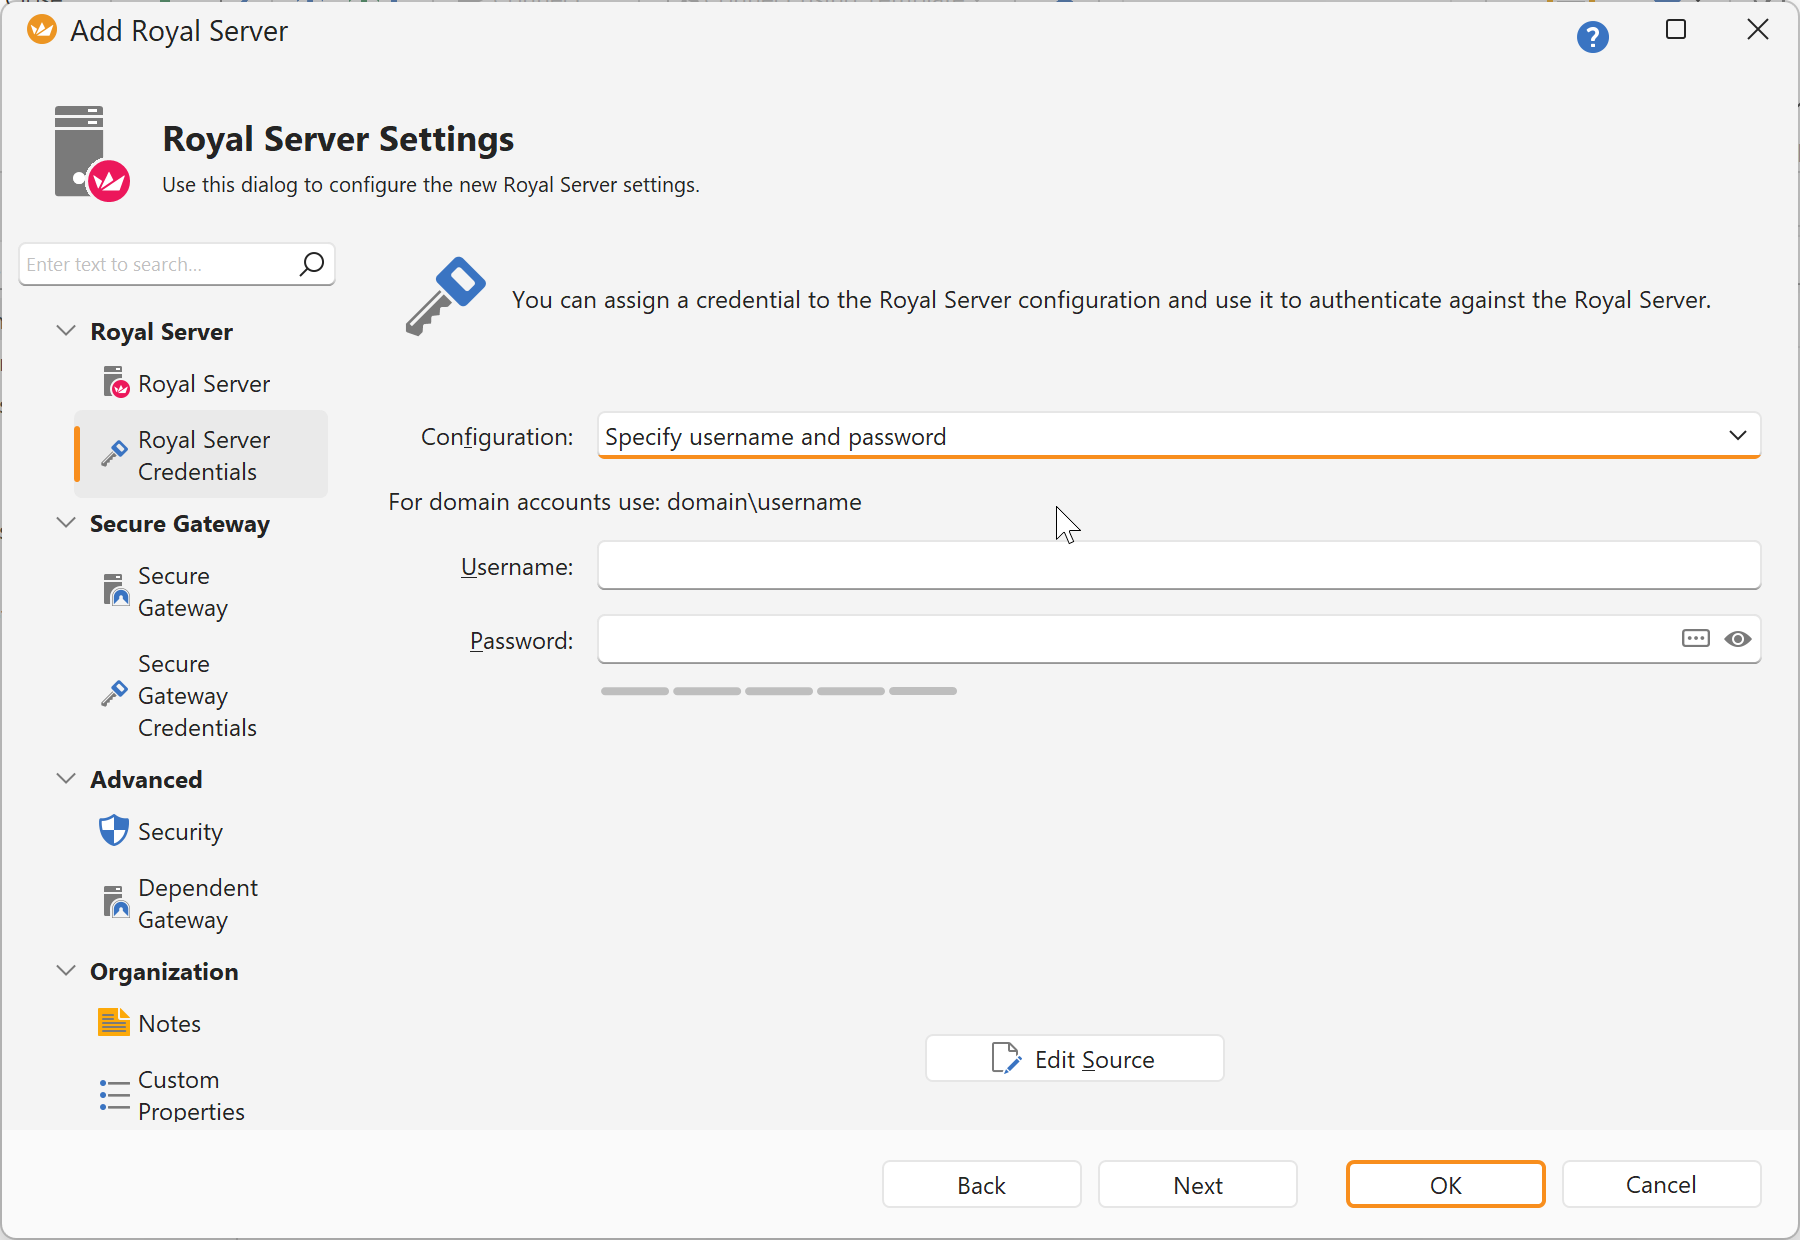 Add Royal Server
?
Royal Server Settings
Use this dialog to configure the new Royal Server settings.
Enter text to search...
You can assign a credential to the Royal Server configuration and use it to authenticate against the Royal Server.
Royal Server
Royal Server
Royal Server
Credentials
Secure Gateway
Secure
Gateway
Secure
Gateway
Credentials
Advanced
Security
Dependent
Gateway
Organization
Notes
Custom
Properties
Configuration:
Specify username and password
For domain accounts use: domain\username
Username:
Password:
Edit Source
Back
Next
OK
Cancel